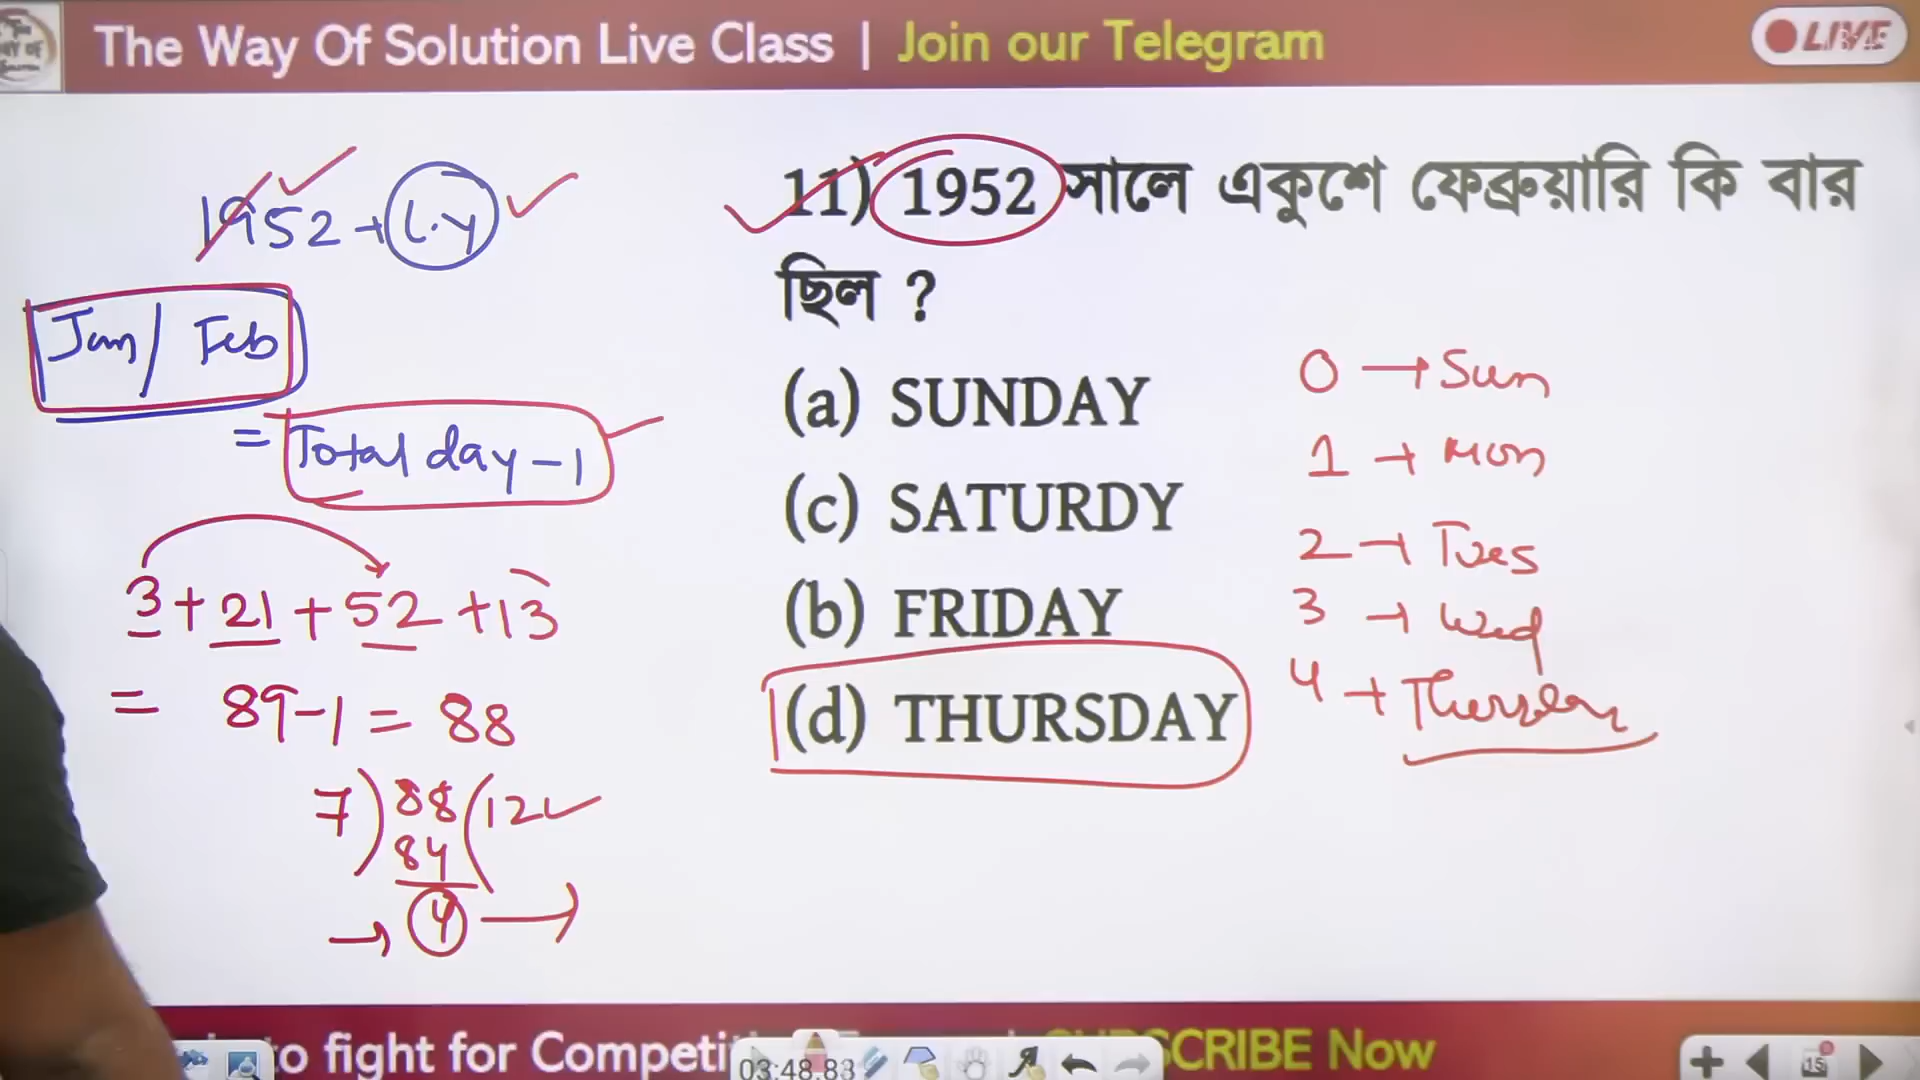 The Way Of Solution Live Class | Join our Telegram
LIVE
1952 → L.y
Jan/ Feb
= Total day - 1
3 + 21 + 52 + 13
= 89-1 = 88
7)88(12
84
4
11) 1952 সালে একুশে ফেব্রুয়ারি কি বার
ছিল ?
(a) SUNDAY
(c) SATURDY
(b) FRIDAY
(d) THURSDAY
0 → Sun
1 → Mon
2 → Tues
3 → Wed
4 → Thursday
to fight for Competi
SCRIBE Now
03:48.83
15